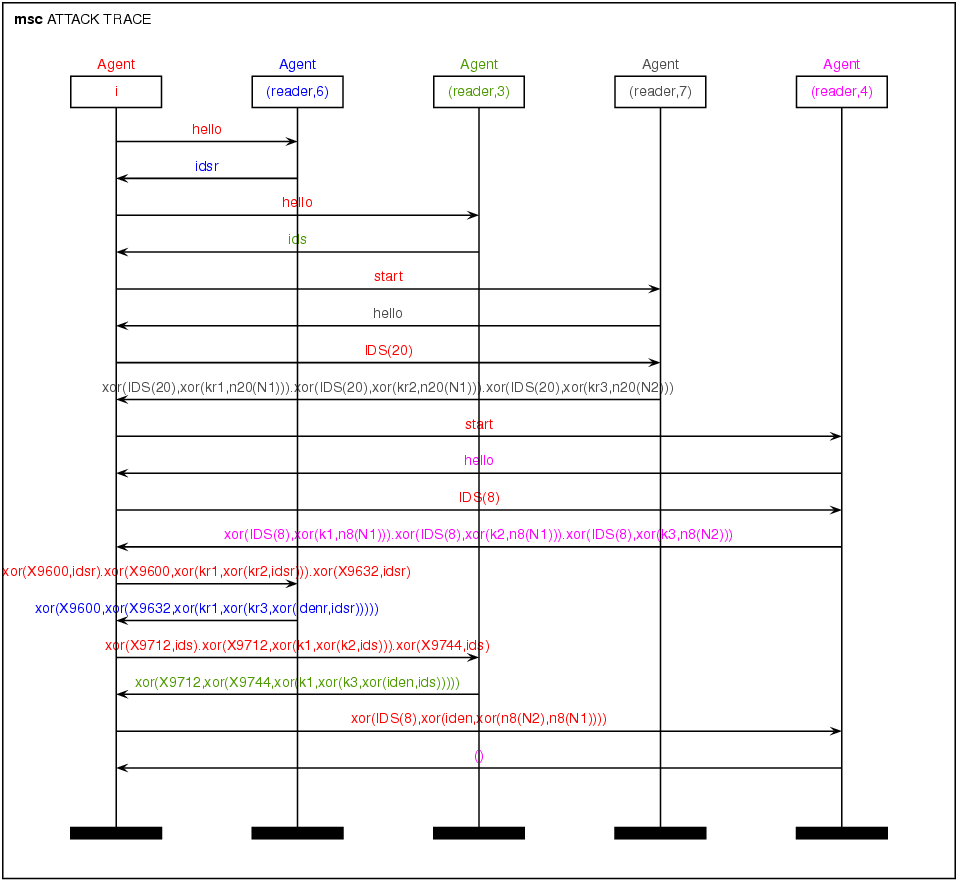 msc ATTACK TRACE
Agent Agent Agent Agent Agent
i (reader,6) (reader,3) (reader,7) (reader,4)
hello
idsr
hello
ids
start
hello
IDS(20)
xor(IDS(20),xor(kr1,n20(N1))).xor(IDS(20),xor(kr2,n20(N1))).xor(IDS(20),xor(kr3,n20(N2)))
start
hello
IDS(8)
xor(IDS(8),xor(k1,n8(N1))).xor(IDS(8),xor(k2,n8(N1))).xor(IDS(8),xor(k3,n8(N2)))
xor(X9600,idsr).xor(X9600,xor(kr1,xor(kr2,idsr))).xor(X9632,idsr)
xor(X9600,xor(X9632,xor(kr1,xor(kr3,xor(idenr,idsr)))))
xor(X9712,ids).xor(X9712,xor(k1,xor(k2,ids))).xor(X9744,ids)
xor(X9712,xor(X9744,xor(k1,xor(k3,xor(iden,ids)))))
xor(IDS(8),xor(iden,xor(n8(N2),n8(N1))))
()